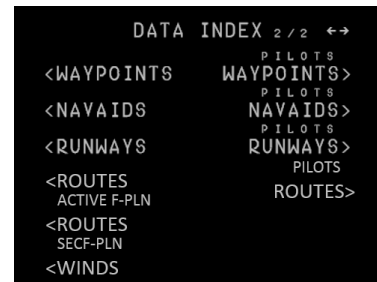 DATA INDEX 2/2 ←→
PILOTS
<WAYPOINTS WAYPOINTS>
PILOTS
<NAVAIDS NAVAIDS>
PILOTS
<RUNWAYS RUNWAYS>
PILOTS
<ROUTES ROUTES>
ACTIVE F-PLN
<ROUTES
SECF-PLN
<WINDS